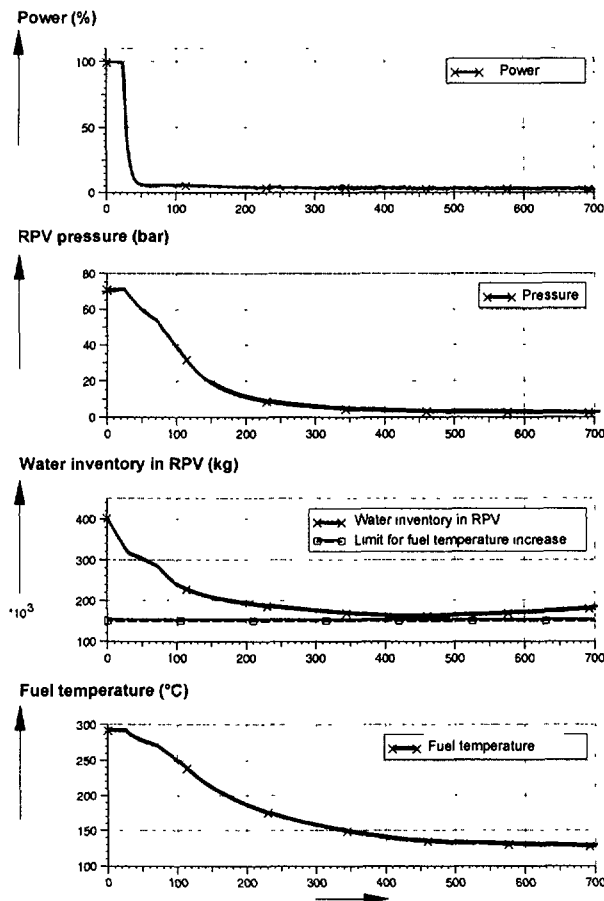 Power (%)
100
50
0
Power
0 100 200 300 400 500 600 700
RPV pressure (bar)
80
60
40
20
0
Pressure
0 100 200 300 400 500 600 700
Water inventory in RPV (kg)
400
300
200
*10³
100
Water inventory in RPV
Limit for fuel temperature increase
0 100 200 300 400 500 600 700
Fuel temperature (°C)
300
250
200
150
100
Fuel temperature
0 100 200 300 400 500 600 700